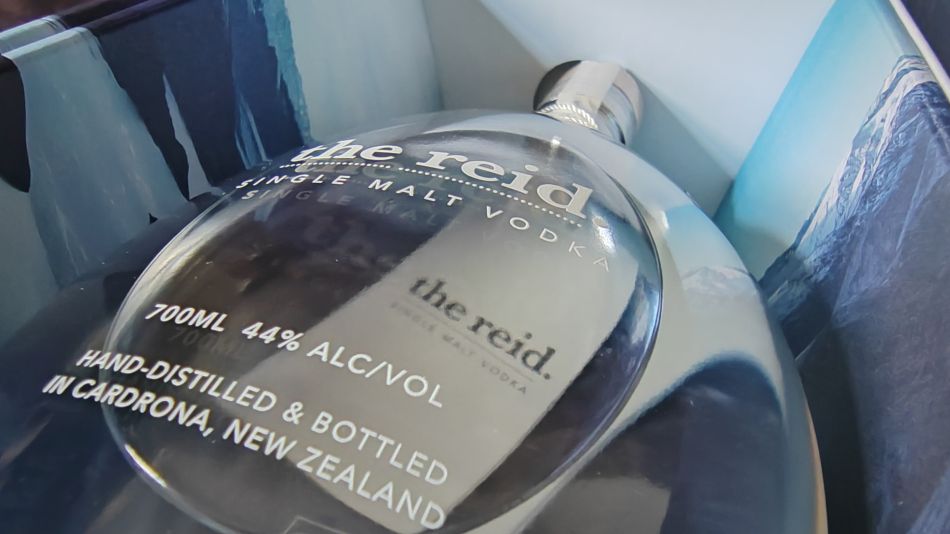 the reid.
SINGLE MALT VODKA
the reid.
SINGLE MALT VODKA
700ML 44% ALC/VOL
HAND-DISTILLED & BOTTLED
IN CARDRONA, NEW ZEALAND